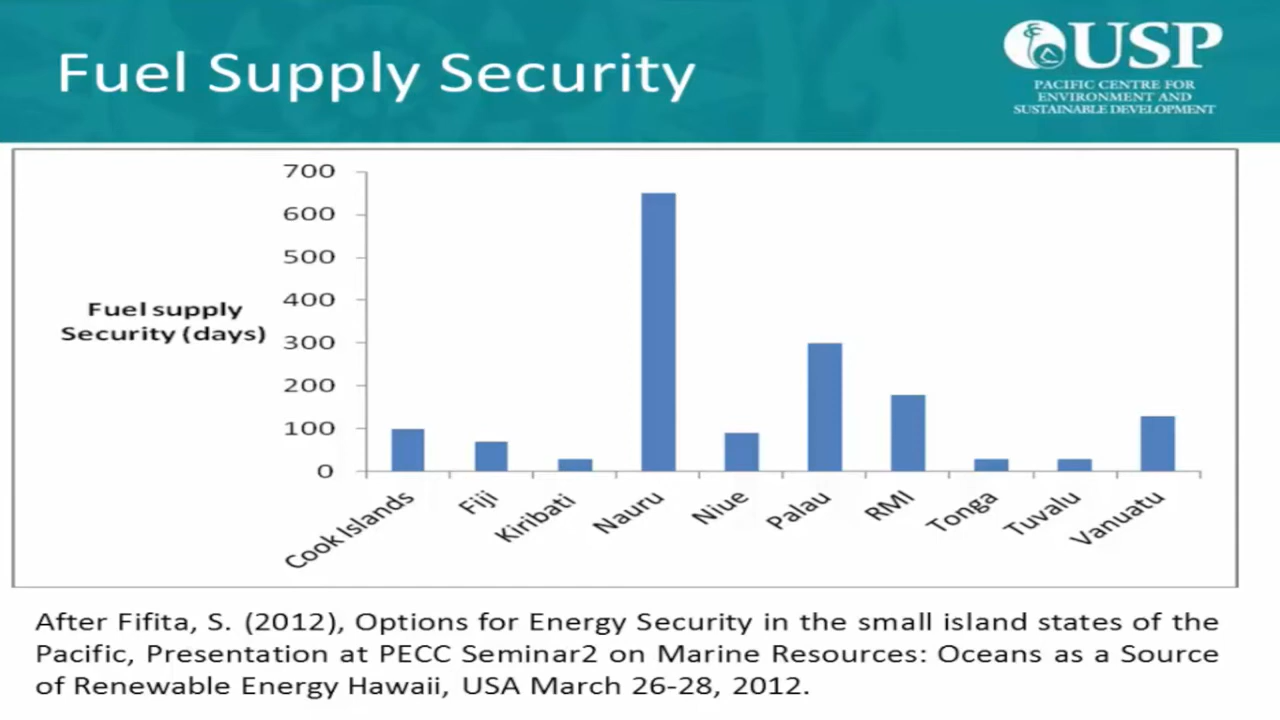 Fuel Supply Security
USP
PACIFIC CENTRE FOR
ENVIRONMENT AND
SUSTAINABLE DEVELOPMENT
700
600
500
400
300
200
100
0
Fuel supply
Security (days)
Cook Islands
Fiji
Kiribati
Nauru
Niue
Palau
RMI
Tonga
Tuvalu
Vanuatu
After Fifita, S. (2012), Options for Energy Security in the small island states of the
Pacific, Presentation at PECC Seminar2 on Marine Resources: Oceans as a Source
of Renewable Energy Hawaii, USA March 26-28, 2012.